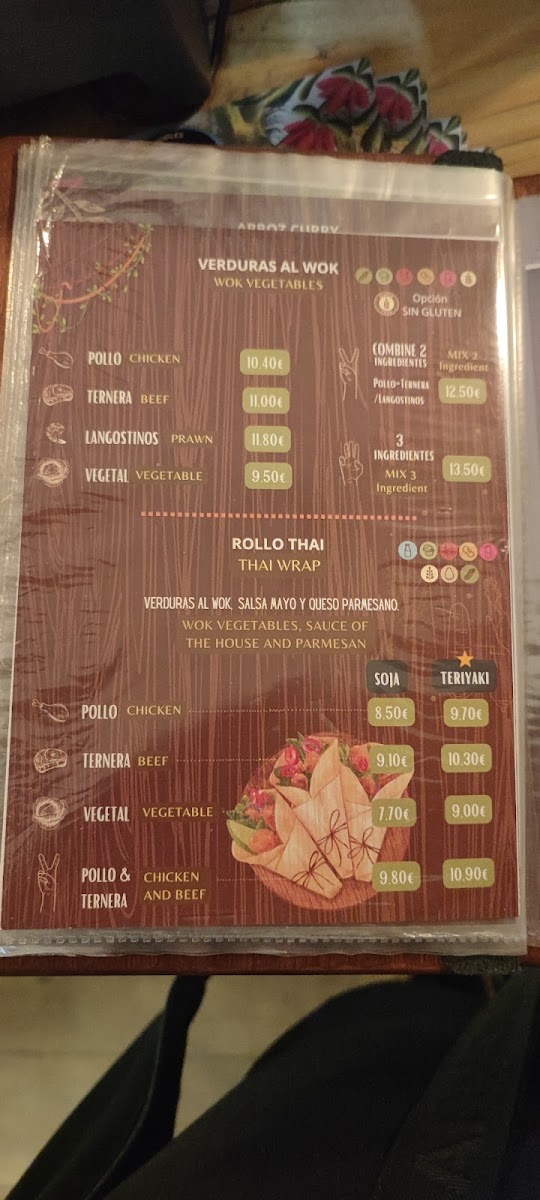 ARROZ CURRY
VERDURAS AL WOK
WOK VEGETABLES
Opción
SIN GLUTEN
POLLO CHICKEN 10.40€
TERNERA BEEF 11.00€
LANGOSTINOS PRAWN 11.80€
VEGETAL VEGETABLE 9.50€
COMBINE 2
INGREDIENTES
MIX 2
Ingredient
POLLO-TERNERA
/LANGOSTINOS
12.50€
3
INGREDIENTES
MIX 3
Ingredient
13.50€
ROLLO THAI
THAI WRAP
VERDURAS AL WOK, SALSA MAYO Y QUESO PARMESANO.
WOK VEGETABLES, SAUCE OF
THE HOUSE AND PARMESAN
SOJA TERIYAKI
POLLO CHICKEN 8.50€ 9.70€
TERNERA BEEF 9.10€ 10.30€
VEGETAL VEGETABLE 7.70€ 9.00€
POLLO &
TERNERA
CHICKEN
AND BEEF
9.80€ 10.90€